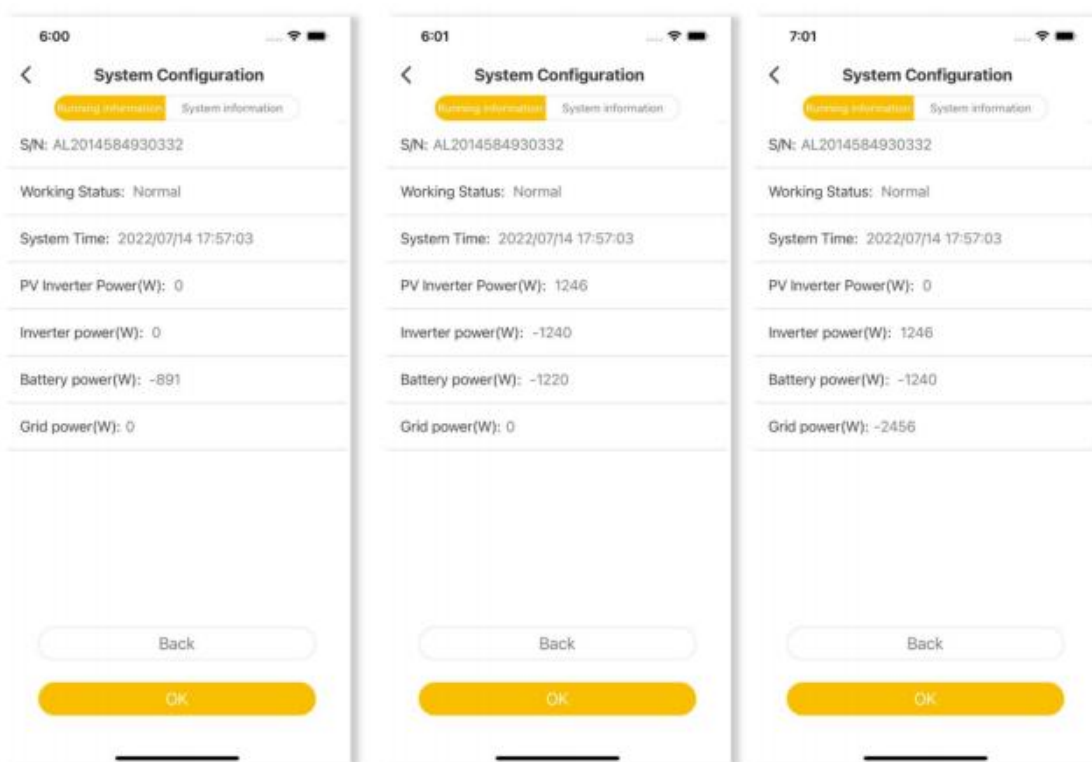 6:00
System Configuration
Running information System information
S/N: AL2014584930332
Working Status: Normal
System Time: 2022/07/14 17:57:03
PV Inverter Power(W): 0
Inverter power(W): 0
Battery power(W): -891
Grid power(W): 0
Back
OK
6:01
System Configuration
Running information System information
S/N: AL2014584930332
Working Status: Normal
System Time: 2022/07/14 17:57:03
PV Inverter Power(W): 1246
Inverter power(W): -1240
Battery power(W): -1220
Grid power(W): 0
Back
OK
7:01
System Configuration
Running information System information
S/N: AL2014584930332
Working Status: Normal
System Time: 2022/07/14 17:57:03
PV Inverter Power(W): 0
Inverter power(W): 1246
Battery power(W): -1240
Grid power(W): -2456
Back
OK